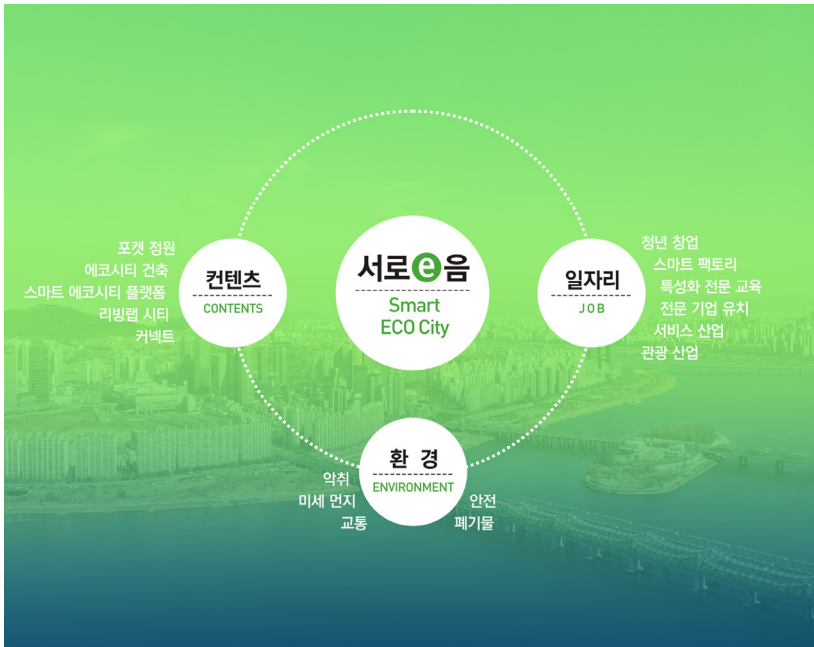 서로e음
Smart
ECO City
컨텐츠
CONTENTS
포켓 정원
에코시티 건축
스마트 에코시티 플랫폼
리빙랩 시티
커넥트
일자리
JOB
청년 창업
스마트 팩토리
특성화 전문 교육
전문 기업 유치
서비스 산업
관광 산업
환 경
ENVIRONMENT
악취
미세 먼지
교통
안전
폐기물